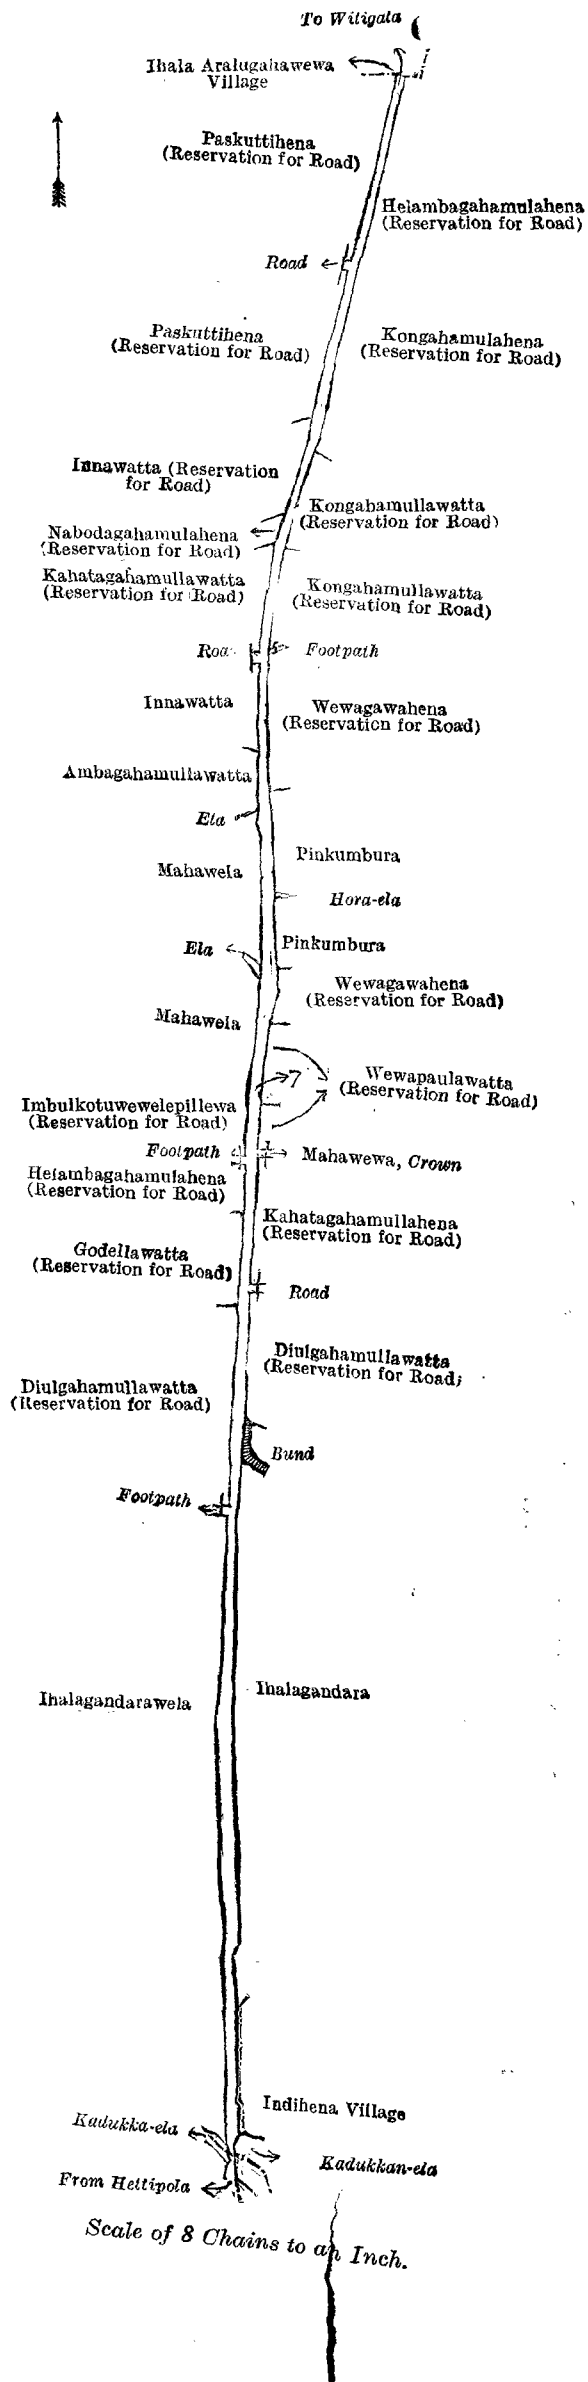 To Witigala
Ihala Aralugahawewa
Village
Paskuttihena
(Reservation for Road)
Helambagahamulahena
(Reservation for Road)
Road
Paskuttihena
(Reservation for Road)
Kongahamulahena
(Reservation for Road)
Innawatta (Reservation
for Road)
Kongahamullawatta
(Reservation for Road)
Nabodagahamulahena
(Reservation for Road)
Kahatagahamullawatta
(Reservation for Road)
Kongahamullawatta
(Reservation for Road)
Roa
Footpath
Innawatta
Wewagawahena
(Reservation for Road)
Ambagahamullawatta
Ela
Pinkumbura
Mahawela
Hora-ela
Ela
Pinkumbura
Wewagawahena
(Reservation for Road)
Mahawela
Wewapaulawatta
(Reservation for Road)
Imbulkotuwewelepillewa
(Reservation for Road)
Footpath
Mahawewa, Crown
Helambagahamulahena
(Reservation for Road)
Kahatagahamullahena
(Reservation for Road)
Godellawatta
(Reservation for Road)
Road
Diulgahamullawatta
(Reservation for Road)
Diulgahamullawatta
(Reservation for Road)
Bund
Footpath
Ihalagandarawela
Ihalagandara
Indihena Village
Kadukka-ela
Kadukkan-ela
From Hettipola
Scale of 8 Chains to an Inch.